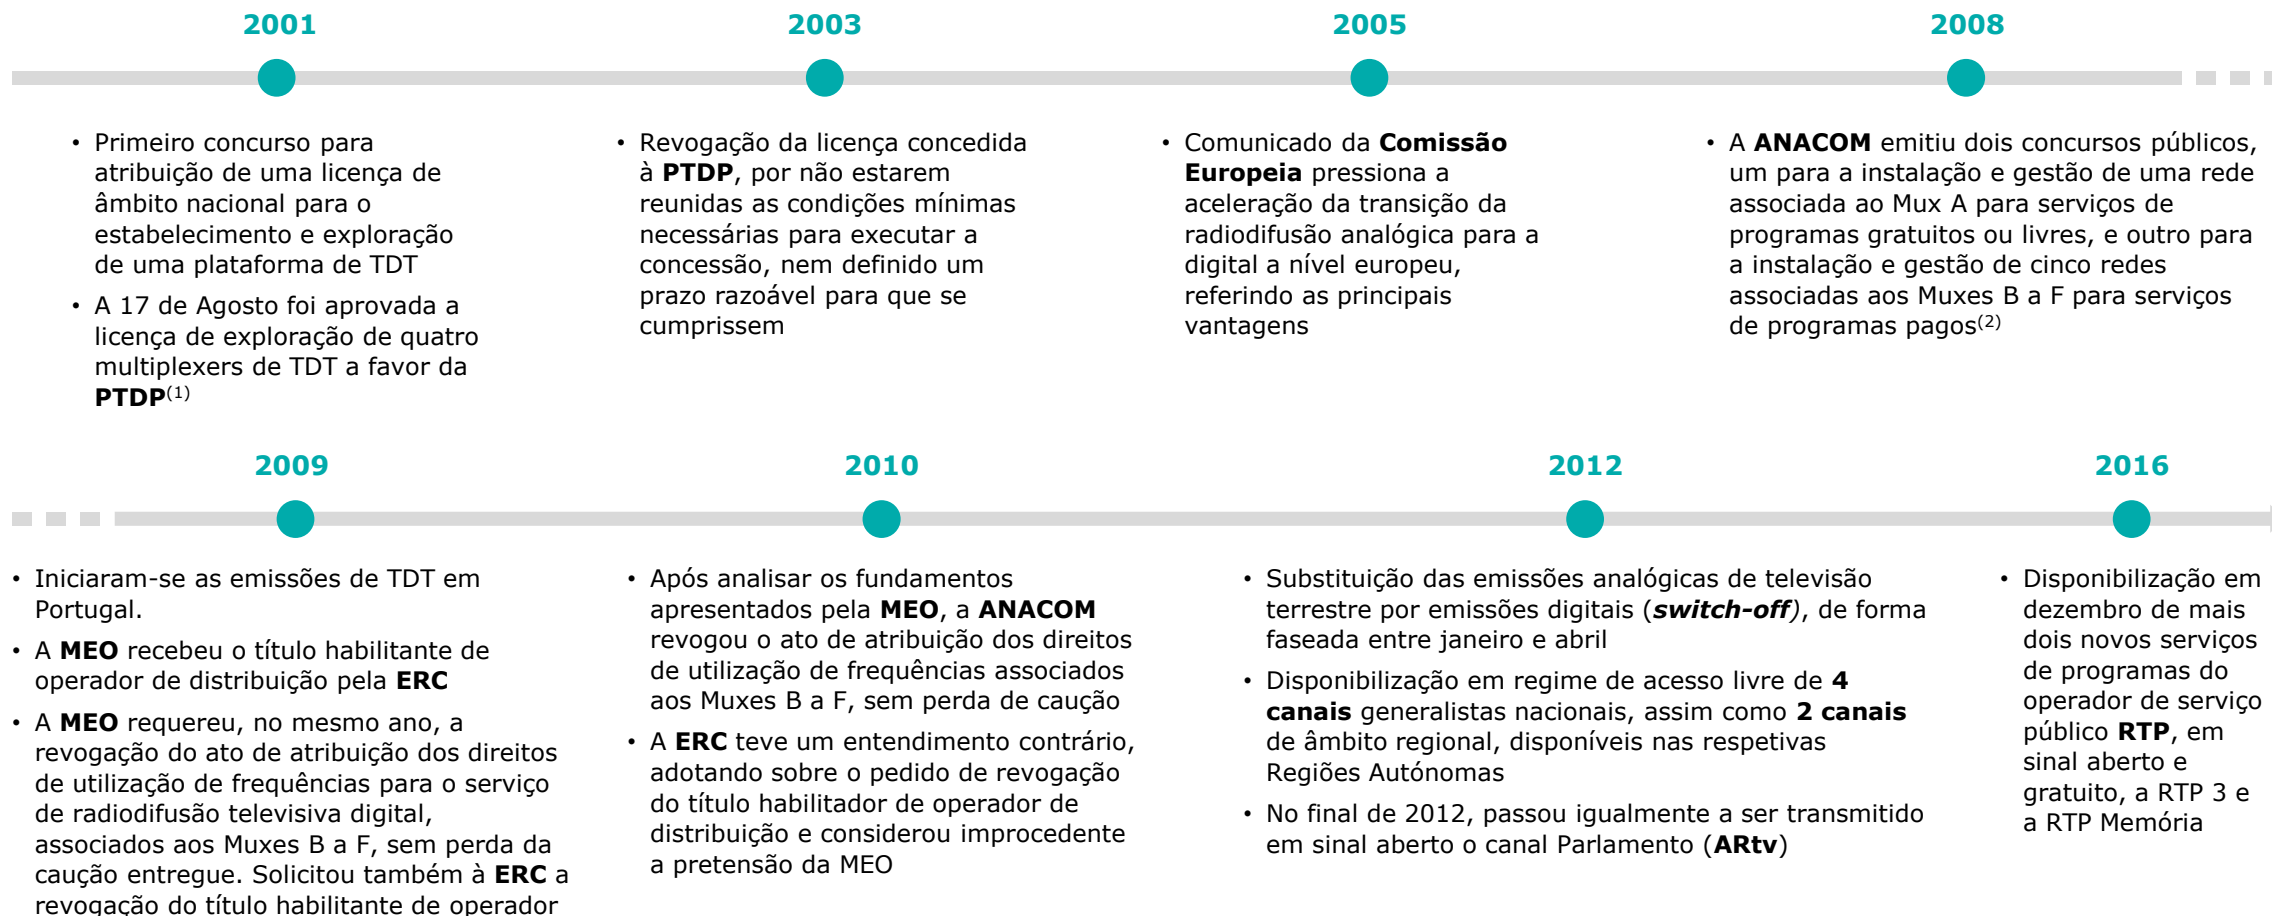 2001
2003
2005
2008
• Primeiro concurso para
atribuição de uma licença de
âmbito nacional para o
estabelecimento e exploração
de uma plataforma de TDT
• A 17 de Agosto foi aprovada a
licença de exploração de quatro
multiplexers de TDT a favor da
PTDP(1)
• Revogação da licença concedida
à PTDP, por não estarem
reunidas as condições mínimas
necessárias para executar a
concessão, nem definido um
prazo razoável para que se
cumprissem
• Comunicado da Comissão
Europeia pressiona a
aceleração da transição da
radiodifusão analógica para a
digital a nível europeu,
referindo as principais
vantagens
• A ANACOM emitiu dois concursos públicos,
um para a instalação e gestão de uma rede
associada ao Mux A para serviços de
programas gratuitos ou livres, e outro para
a instalação e gestão de cinco redes
associadas aos Muxes B a F para serviços
de programas pagos(2)
2009
2010
2012
2016
• Iniciaram-se as emissões de TDT em
Portugal.
• A MEO recebeu o título habilitante de
operador de distribuição pela ERC
• A MEO requereu, no mesmo ano, a
revogação do ato de atribuição dos direitos
de utilização de frequências para o serviço
de radiodifusão televisiva digital,
associados aos Muxes B a F, sem perda da
caução entregue. Solicitou também à ERC a
revogação do título habilitante de operador
• Após analisar os fundamentos
apresentados pela MEO, a ANACOM
revogou o ato de atribuição dos direitos
de utilização de frequências associados
aos Muxes B a F, sem perda de caução
• A ERC teve um entendimento contrário,
adotando sobre o pedido de revogação
do título habilitador de operador de
distribuição e considerou improcedente
a pretensão da MEO
• Substituição das emissões analógicas de televisão
terrestre por emissões digitais (switch-off), de forma
faseada entre janeiro e abril
• Disponibilização em regime de acesso livre de 4
canais generalistas nacionais, assim como 2 canais
de âmbito regional, disponíveis nas respetivas
Regiões Autónomas
• No final de 2012, passou igualmente a ser transmitido
em sinal aberto o canal Parlamento (ARtv)
• Disponibilização em
dezembro de mais
dois novos serviços
de programas do
operador de serviço
público RTP, em
sinal aberto e
gratuito, a RTP 3 e
a RTP Memória